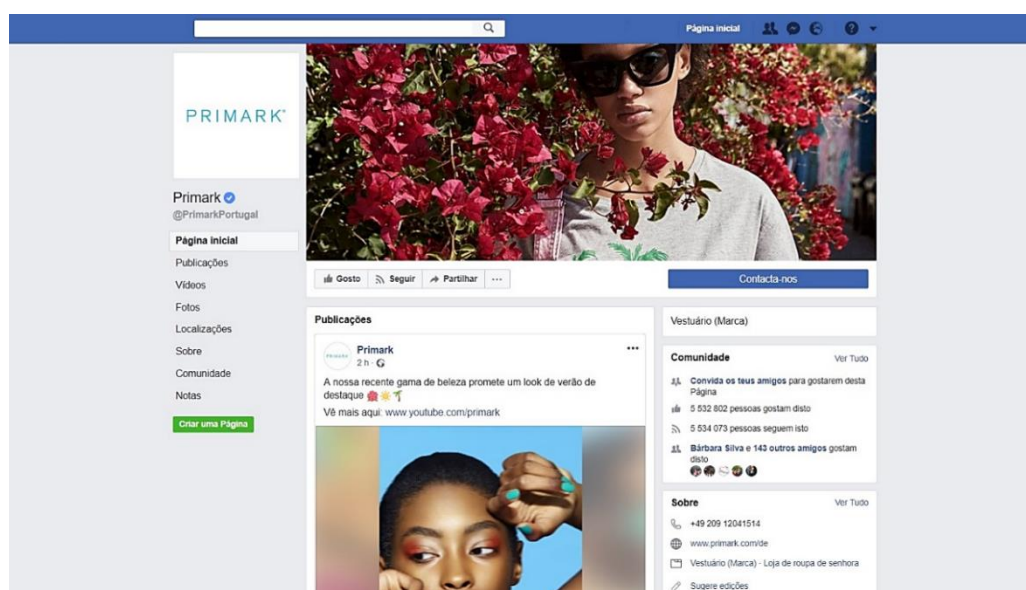 Página inicial
PRIMARK
Primark
@PrimarkPortugal
Página inicial
Publicações
Vídeos
Fotos
Localizações
Sobre
Comunidade
Notas
Criar uma Página
Gosto Seguir Partilhar ...
Contacta-nos
Publicações
Primark
2 h
A nossa recente gama de beleza promete um look de verão de
destaque 🌺☀️🌴
Vê mais aqui: www.youtube.com/primark
Vestuário (Marca)
Comunidade Ver Tudo
Convida os teus amigos para gostarem desta
Página
5 532 802 pessoas gostam disto
5 534 073 pessoas seguem isto
Bárbara Silva e 143 outros amigos gostam
disto
Sobre Ver Tudo
+49 209 12041514
www.primark.com/de
Vestuário (Marca) - Loja de roupa de senhora
Sugere edições